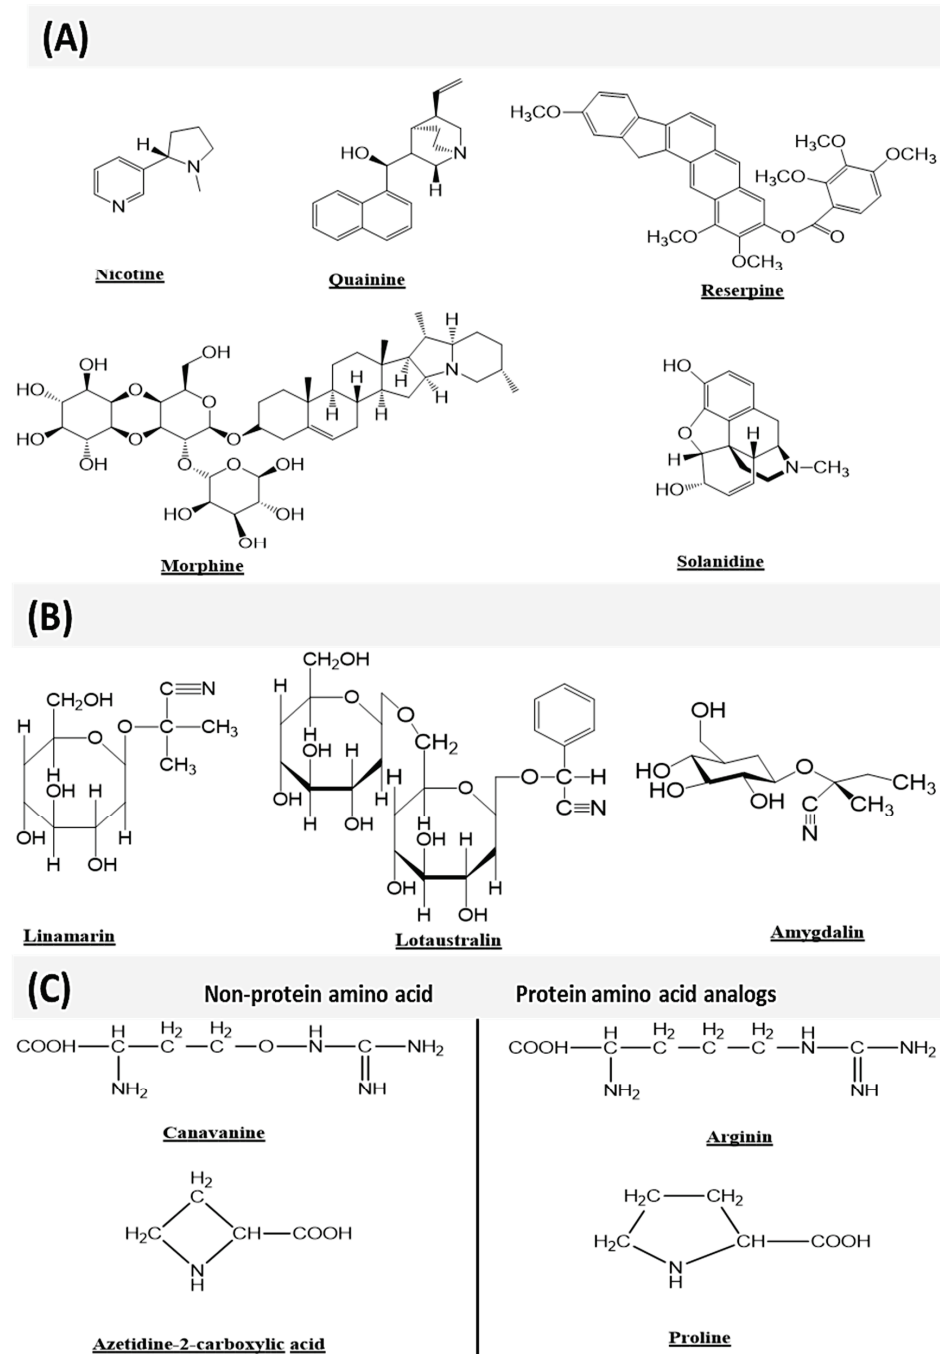 (A)
H
N
N
Nicotine
HO
N
H
Quainine
H₃CO
H₃CO
OCH₃
H₃CO
H₃CO
O
O
OCH₃
Reserpine
OH
OH
HO
HO
OH
O
O
O
O
O
O
OH
HO
OH
OH
H
H
H
H
H
N
H
Morphine
HO
O
H
H
HO
N—CH₃
Solanidine
(B)
CH₂OH
H
O
O
C≡N
C
CH₃
CH₃
H
OH
H
OH
H
H
OH
Linamarin
CH₂OH
H
O
O
CH₂
H
OH
H
OH
H
H
OH
H
O
O
C—H
C≡N
H
OH
H
OH
H
H
OH
Lotaustralin
OH
HO
HO
OH
O
CH₃
CH₃
N
Amygdalin
(C)
Non-protein amino acid
Protein amino acid analogs
COOH—C—C—C—O—N—C—NH₂
H
H₂
H₂
H
NH₂
NH
Canavanine
COOH—C—C—C—C—N—C—NH₂
H
H₂
H₂
H₂
H
NH₂
NH
Arginin
H₂
C
H₂C
CH—COOH
N
H
Azetidine-2-carboxylic acid
H₂C—CH₂
H₂C
CH—COOH
N
H
Proline